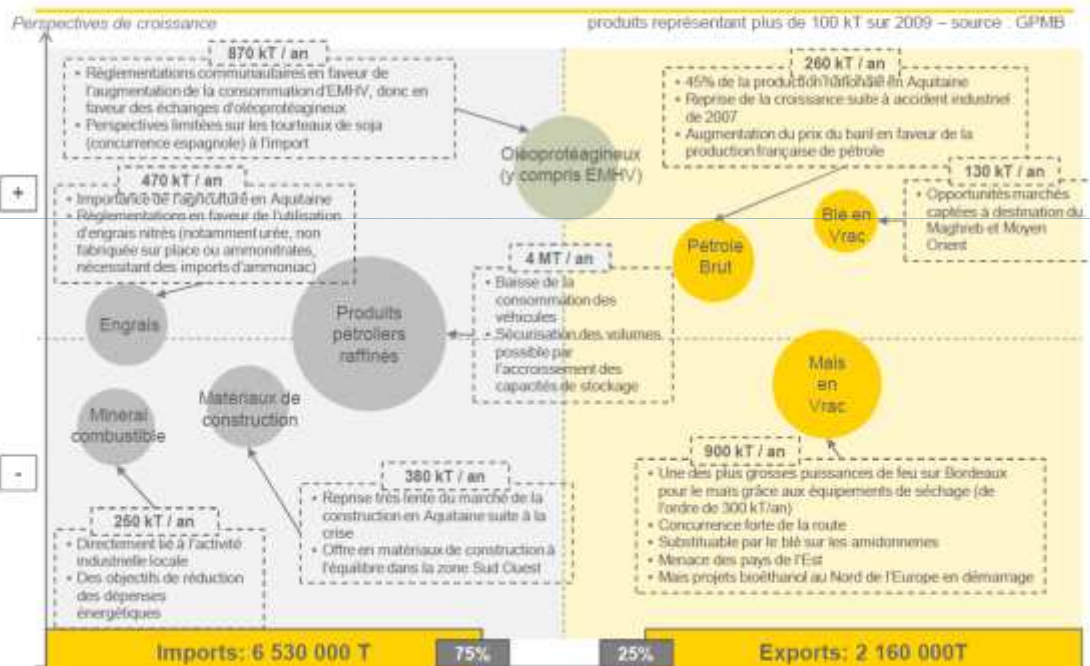 Perspectives de croissance
produits représentant plus de 100 kT sur 2009 – source : GPMB
870 kT / an
• Règlementations communautaires en faveur de
l'augmentation de la consommation d'EMHV, donc en
faveur des échanges d'oléoprotéagineux
• Perspectives limitées sur les tourteaux de soja
(concurrence espagnole) à l'import
260 kT / an
• 45% de la production nationale en Aquitaine
• Reprise de la croissance suite à accident industriel
de 2007
• Augmentation du prix du baril en faveur de la
production française de pétrole
Oléoprotéagineux
(y compris EMHV)
+
470 kT / an
• Importance de l'agriculture en Aquitaine
• Règlementations en faveur de l'utilisation
d'engrais nitrés (notamment urée, non
fabriquée sur place ou ammonitrates,
nécessitant des imports d'ammoniac)
130 kT / an
• Opportunités marchés
captées à destination du
Maghreb et Moyen
Orient
Blé en
Vrac
Pétrole
Brut
4 MT / an
• Baisse de la
consommation des
véhicules
• Sécurisation des volumes
possible par
l'accroissement des
capacités de stockage
Engrais
Produits
pétroliers
raffinés
Maïs
en
Vrac
Minéral
combustible
Matériaux de
construction
-
900 kT / an
• Une des plus grosses puissances de feu sur Bordeaux
pour le maïs grâce aux équipements de séchage (de
l'ordre de 300 kT/an)
• Concurrence forte de la route
• Substituable par le blé sur les amidonneries
• Menace des pays de l'Est
• Mais projets bioéthanol au Nord de l'Europe en démarrage
380 kT / an
• Reprise très lente du marché de la
construction en Aquitaine suite à la
crise
• Offre en matériaux de construction à
l'équilibre dans la zone Sud Ouest
250 kT / an
• Directement lié à l'activité
industrielle locale
• Des objectifs de réduction
des dépenses
énergétiques
Imports: 6 530 000 T
75%
25%
Exports: 2 160 000T